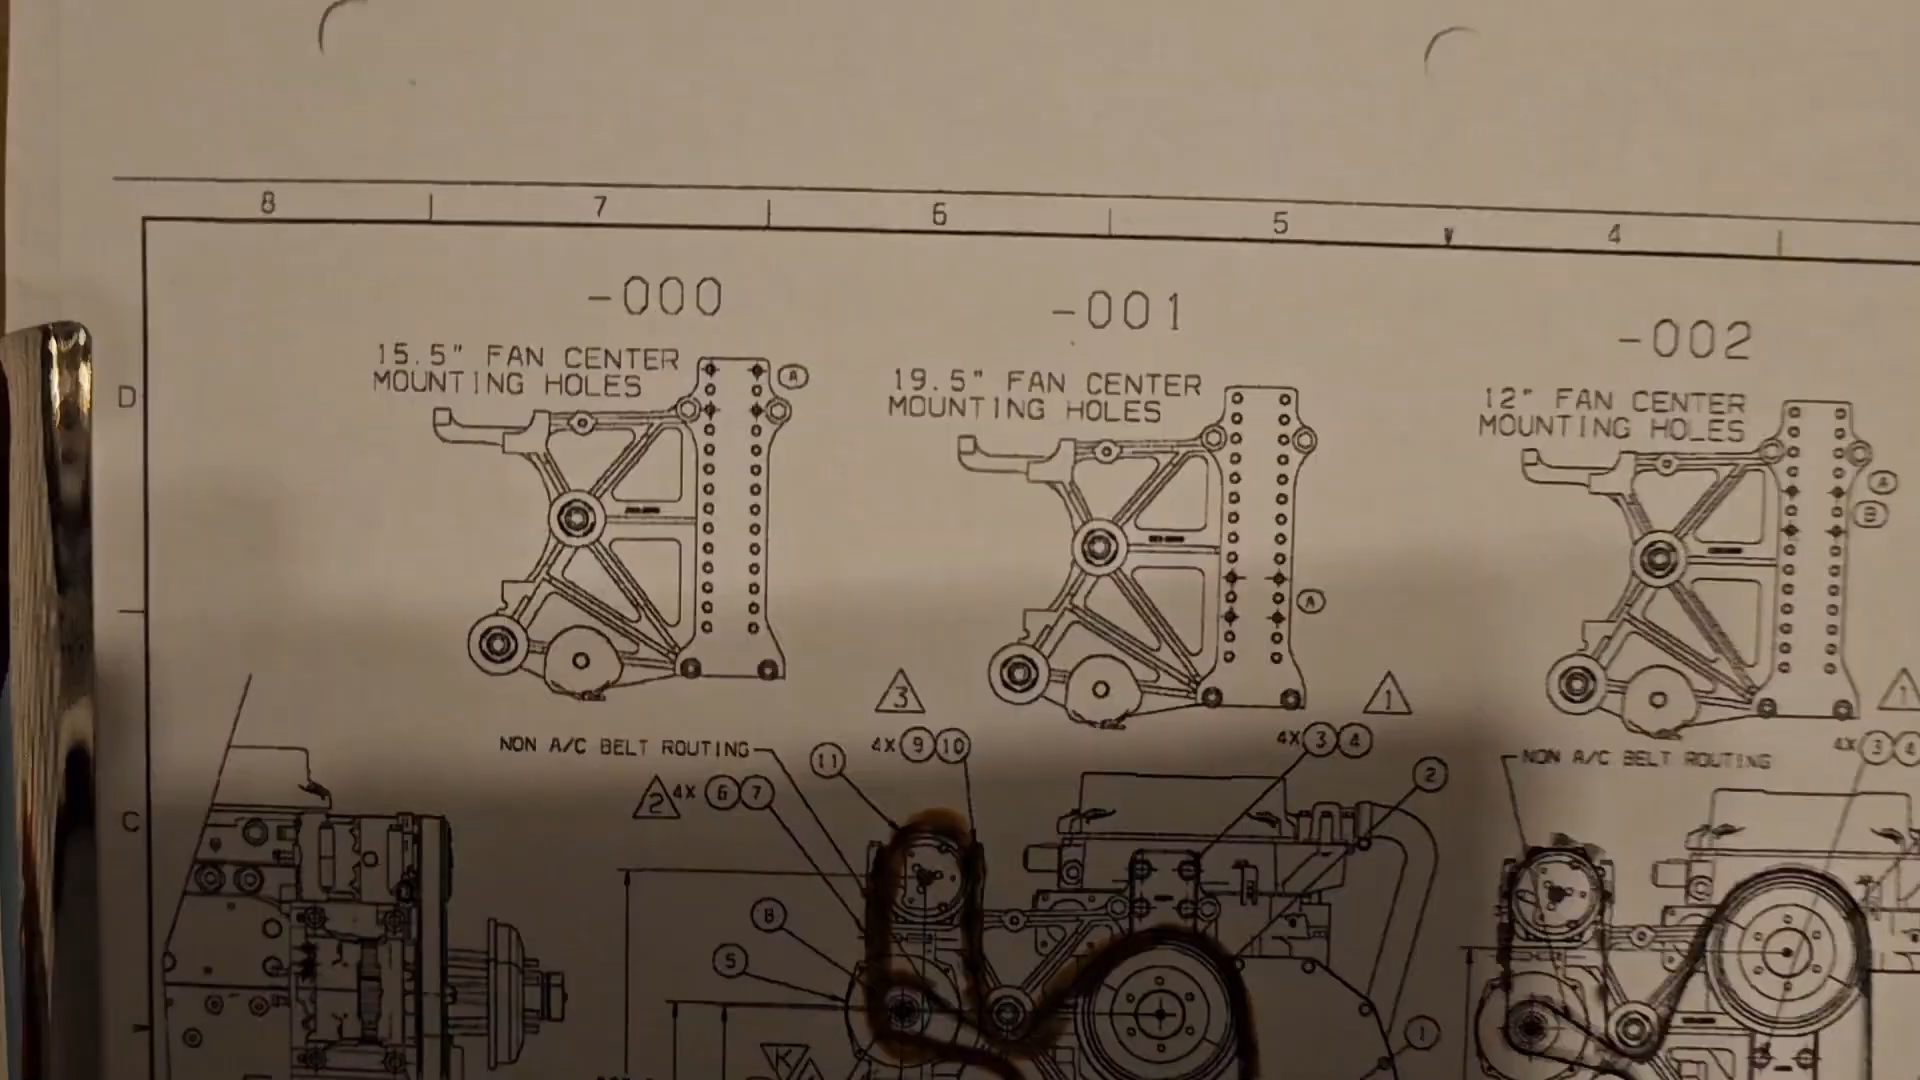 8 7 6 5 4
-000
-001
-002
15.5" FAN CENTER
MOUNTING HOLES
A
19.5" FAN CENTER
MOUNTING HOLES
A
12" FAN CENTER
MOUNTING HOLES
A
B
D
C
NON A/C BELT ROUTING
11
3
4X 9 10
2 4X 6 7
1
4X 3 4
2
NON A/C BELT ROUTING
1
4X 3 4
8
5
1
K